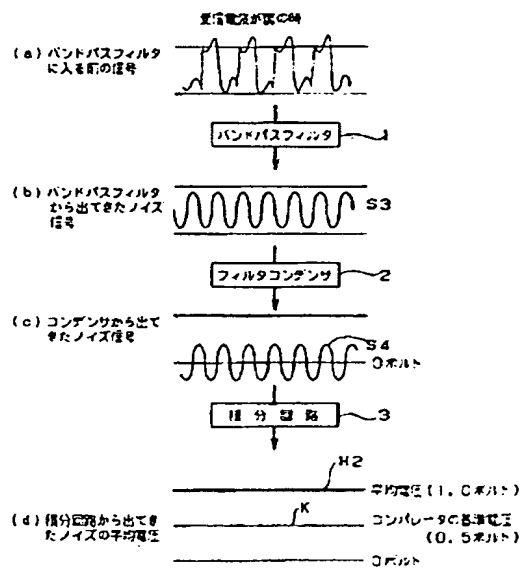 受信電波が弱の時
(a) バンドパスフィルタ
に入る前の信号
バンドパスフィルタ
1
(b) バンドパスフィルタ
から出てきたノイズ
信号
S3
フィルタコンデンサ
2
(c) コンデンサから出て
きたノイズ信号
S4
0ボルト
積分回路
3
H2
平均電圧(1.0ボルト)
(d) 積分回路から出てき
たノイズの平均電圧
K
コンパレータの基準電圧
(0.5ボルト)
0ボルト